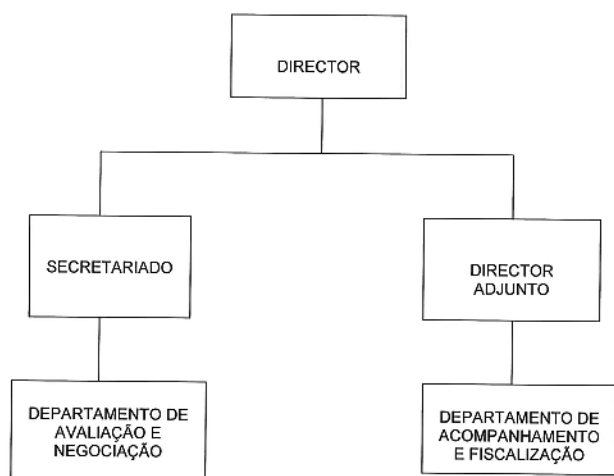 DIRECTOR
SECRETARIADO
DIRECTOR
ADJUNTO
DEPARTAMENTO DE
AVALIAÇÃO E
NEGOCIAÇÃO
DEPARTAMENTO DE
ACOMPANHAMENTO
E FISCALIZAÇÃO